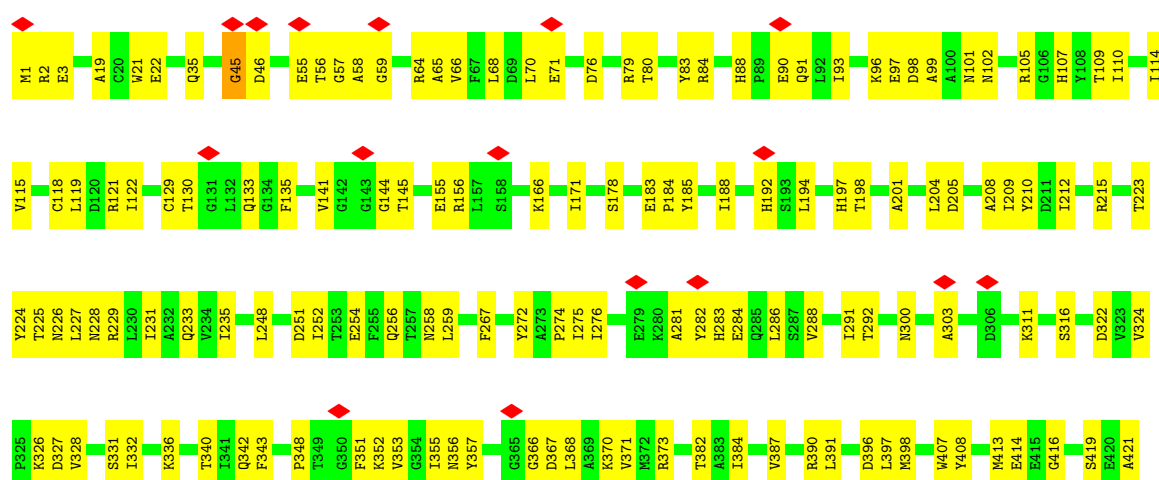 M1 R2 E3 A19 C20 W21 E22 Q35 G45 D46 E55 T56 G57 A58 G59 R64 A65 V66 F67 L68 D69 L70 E71 D76 R79 T80 Y83 R84 H88 P89 E90 Q91 L92 I93 K96 E97 D98 A99 A100 N101 N102 R105 G106 H107 Y108 T109 I110 I114
V115 C118 L119 D120 R121 I122 C129 T130 G131 L132 Q133 G134 F135 V141 G142 G143 G144 T145 E155 R156 L157 S158 K166 I171 S178 E183 P184 Y185 I188 H192 S193 L194 H197 T198 A201 L204 D205 A208 I209 Y210 D211 I212 R215 T223
Y224 T225 N226 L227 N228 R229 L230 I231 A232 Q233 V234 I235 L248 D251 I252 T253 E254 F255 Q256 T257 N258 L259 F267 Y272 A273 P274 I275 I276 E279 K280 A281 Y282 H283 E284 Q285 L286 S287 V288 I291 T292 N300 A303 D306 K311 S316 D322 V323 V324
P325 K326 D327 V328 S331 I332 K336 T340 I341 Q342 F343 P348 T349 G350 F351 K352 V353 G354 I355 N356 Y357 G365 G366 D367 L368 A369 K370 V371 M372 R373 T382 A383 I384 V387 R390 L391 D396 L397 M398 W407 Y408 M413 E414 E415 G416 S419 E420 A421